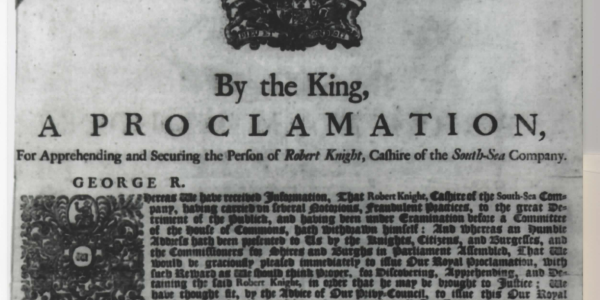 By the King,
A PROCLAMATION,
For Apprehending and Securing the Perſon of Robert Knight, Caſhire of the South-Sea Company.
GEORGE R.
Whereas We have received Information, That Robert Knight, Caſhire of the South-Sea Com-
pany, having carried on ſeveral Notorious, Fraudulent Practices, to the great De-
triment of the Publick, and having been under Examination before a Committee
of the Houſe of Commons, hath withdrawn himſelf: And Whereas an Humble
Addreſs hath been preſented to Us by the Knights, Citizens, and Burgeſſes, and
the Commiſſioners for Shires and Burghs in Parliament Aſſembled, That We
would be graciouſly pleaſed immediately to iſſue Our Royal Proclamation, with
ſuch Reward as We ſhould think Proper, for Diſcovering, Apprehending, and De-
taining the ſaid Robert Knight, in order that he may be brought to Juſtice: We
have thought fit, by the Advice of Our Privy-Council, to iſſue this Our Royal